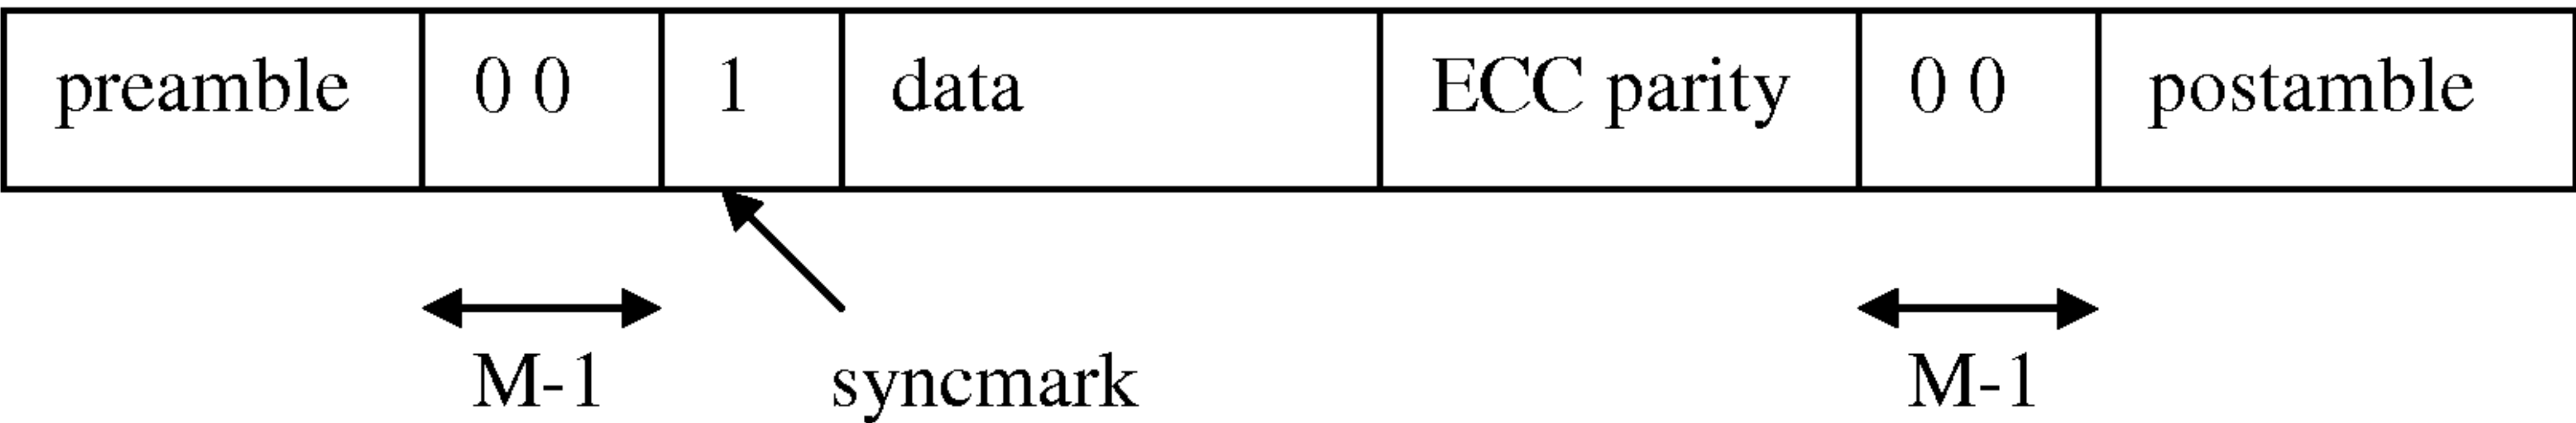 preamble 0 0 1 data ECC parity 0 0 postamble
M-1 syncmark M-1